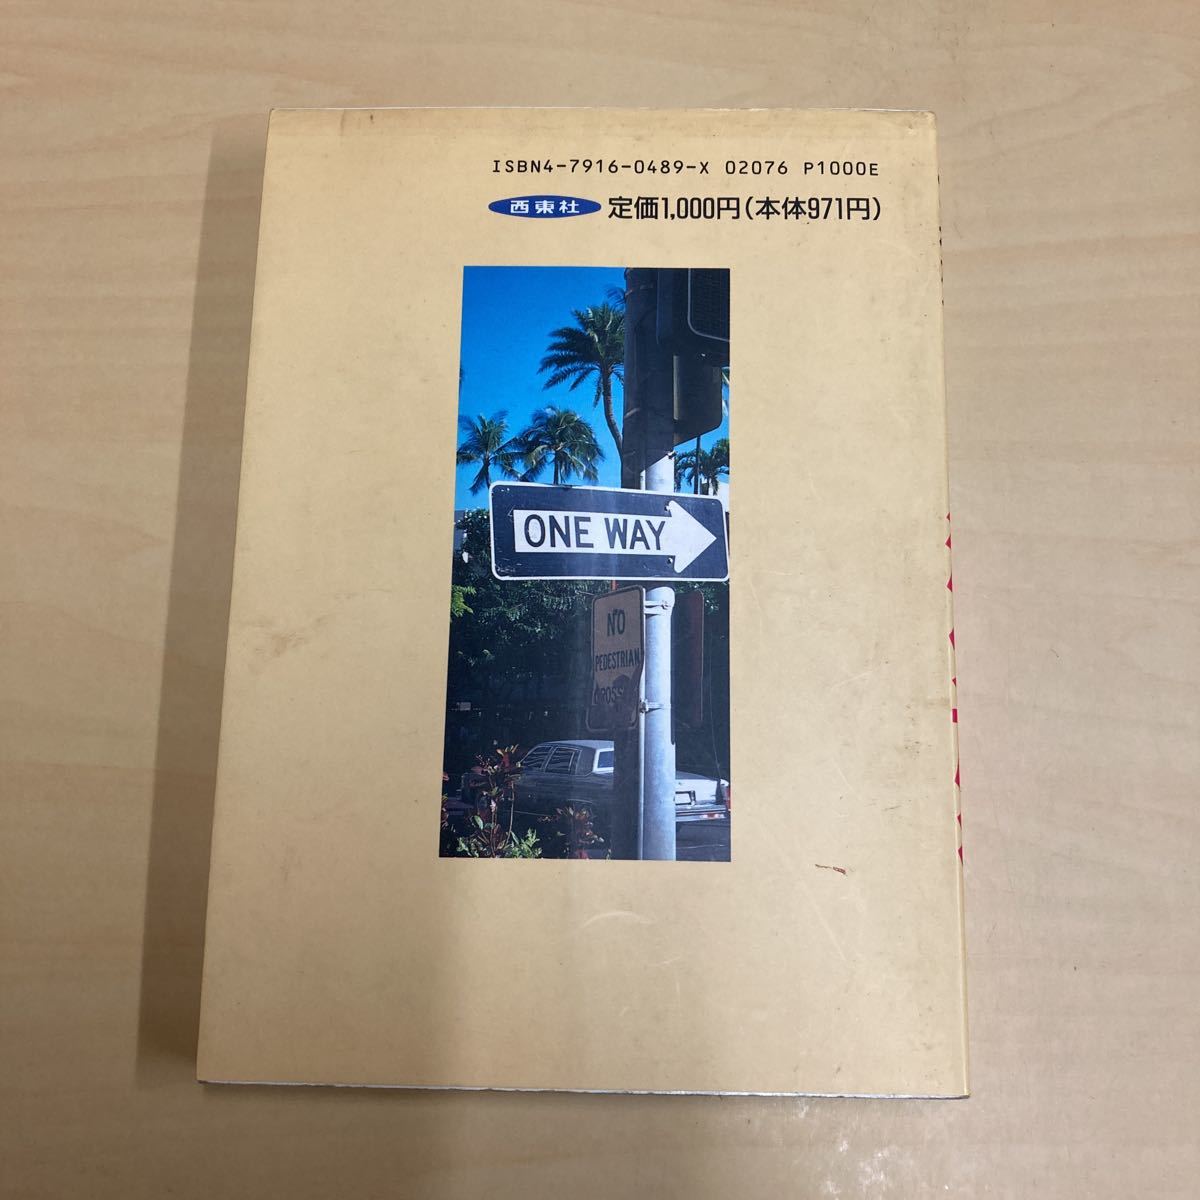 ISBN4-7916-0489-X 02076 P1000E
西東社 定価1,000円(本体971円)
ONE WAY
NO
PEDESTRIAN
CROSS